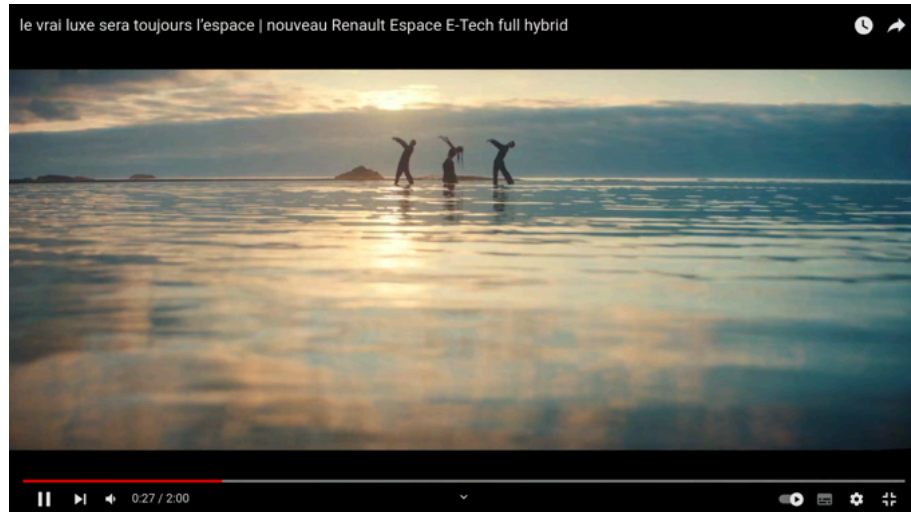 le vrai luxe sera toujours l’espace | nouveau Renault Espace E-Tech full hybrid
0:27 / 2:00